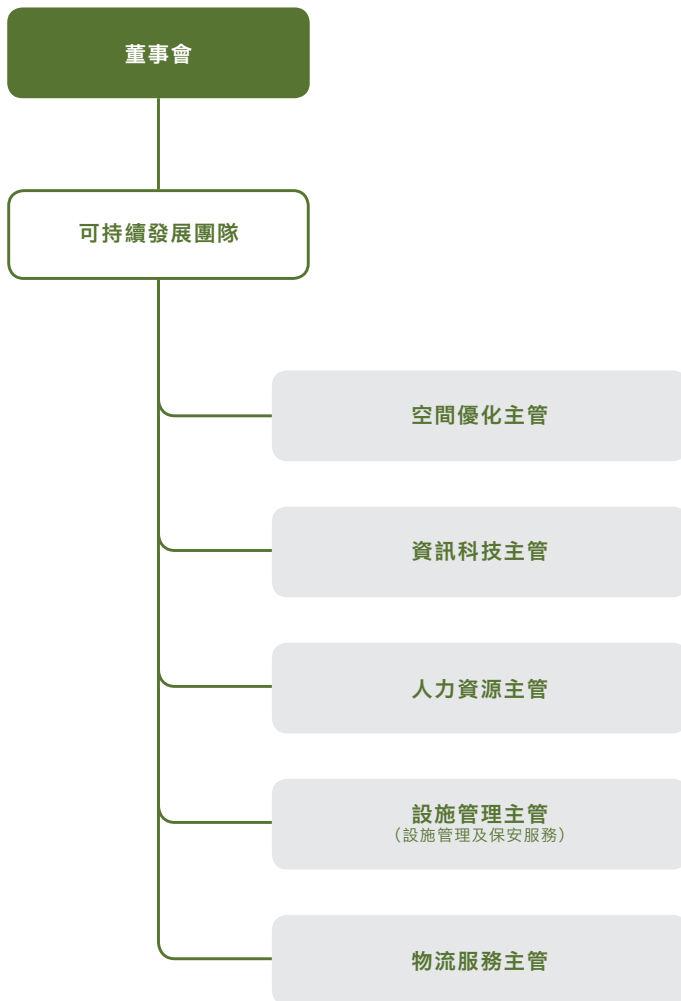 董事會
可持續發展團隊
空間優化主管
資訊科技主管
人力資源主管
設施管理主管
（設施管理及保安服務）
物流服務主管